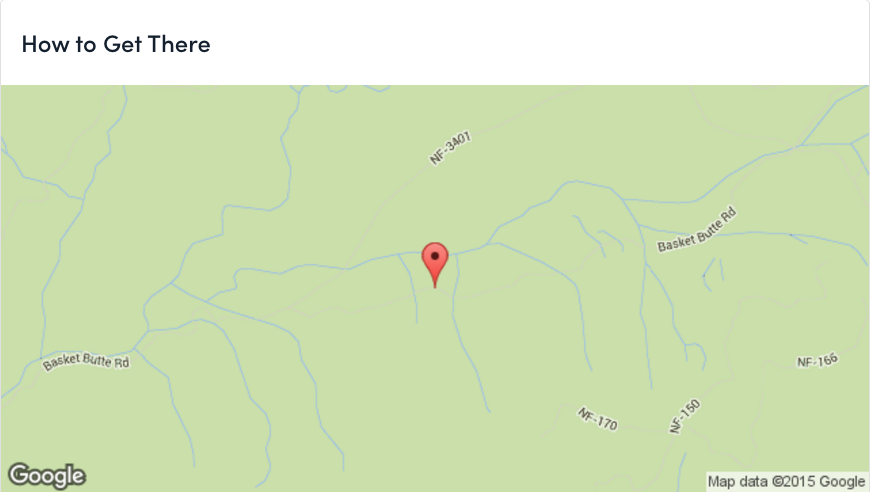 How to Get There
NF-3401
Basket Butte Rd
Basket Butte Rd
NF-166
NF-170
NF-150
Google
Map data ©2015 Google